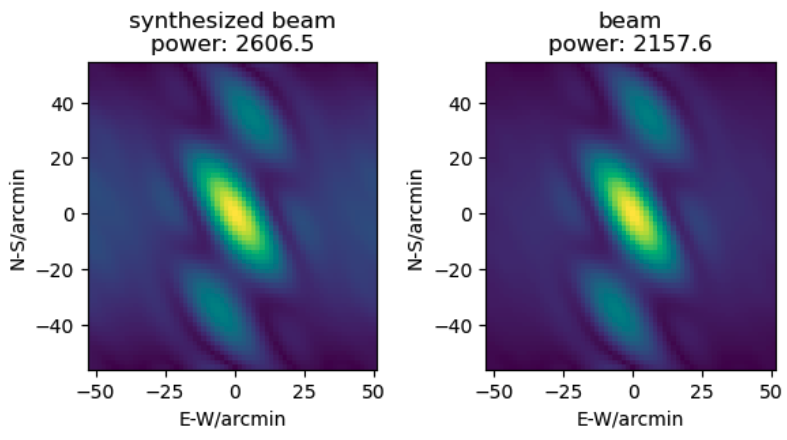 synthesized beam
power: 2606.5
40
20
0
−20
−40
N-S/arcmin
−50
−25
0
25
50
E-W/arcmin
beam
power: 2157.6
40
20
0
−20
−40
N-S/arcmin
−50
−25
0
25
50
E-W/arcmin